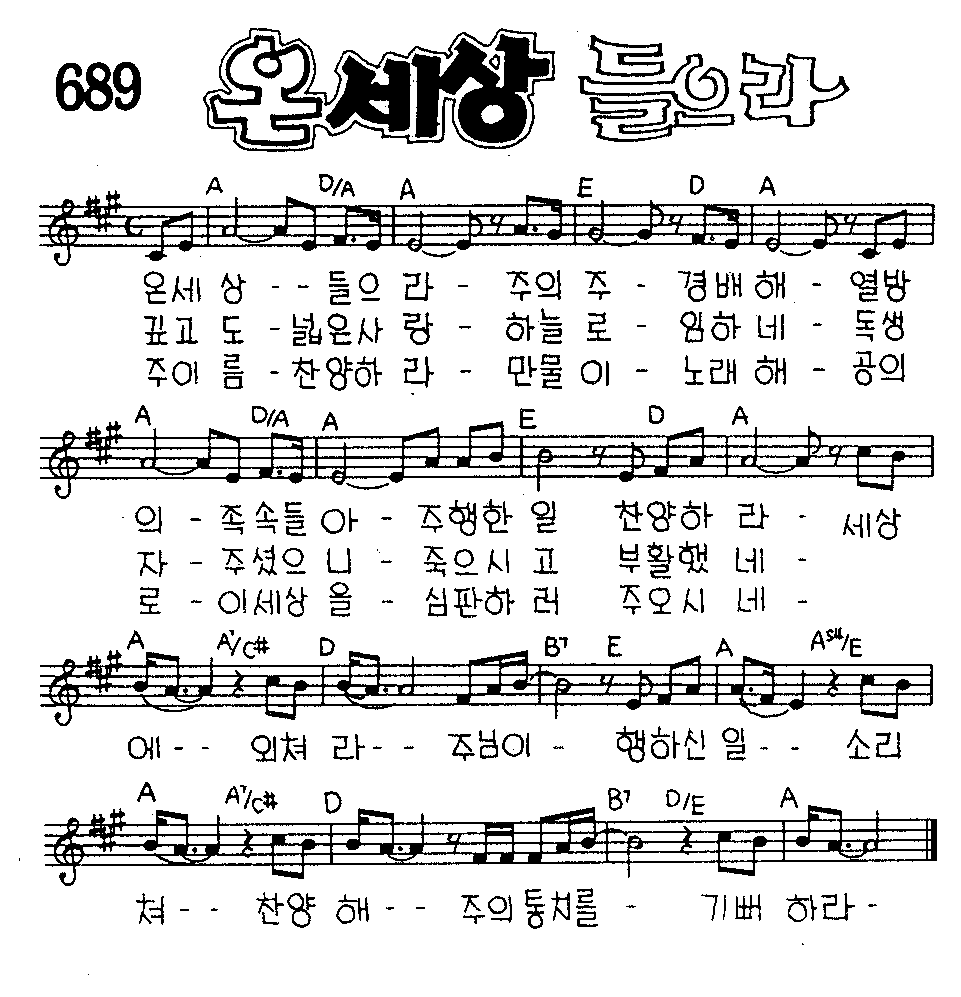 689 온세상 들으라
A D/A A E D A
온세 상 - - 들으 라 - 주의 주 - 경배 해 - 열방
깊고 도 - 넓은사 랑 - 하늘 로 - 임하 네 - 독생
주이 름 - 찬양하 라 - 만물 이 - 노래 해 - 공의
A D/A A E D A
의 - 족속들 아 - 주행한 일 찬양하 라 - 세상
자 - 주셨으 니 - 죽으시 고 부활했 네 -
로 - 이세상 을 - 심판하 러 주오시 네 -
A A7/C# D B7 E A Asus/E
에 - - 외쳐 라 - - 주님이 - 행하신 일 - - 소리
A A7/C# D B7 D/E A
쳐 - - 찬양 해 - - 주의통치를 - 기뻐 하라 -